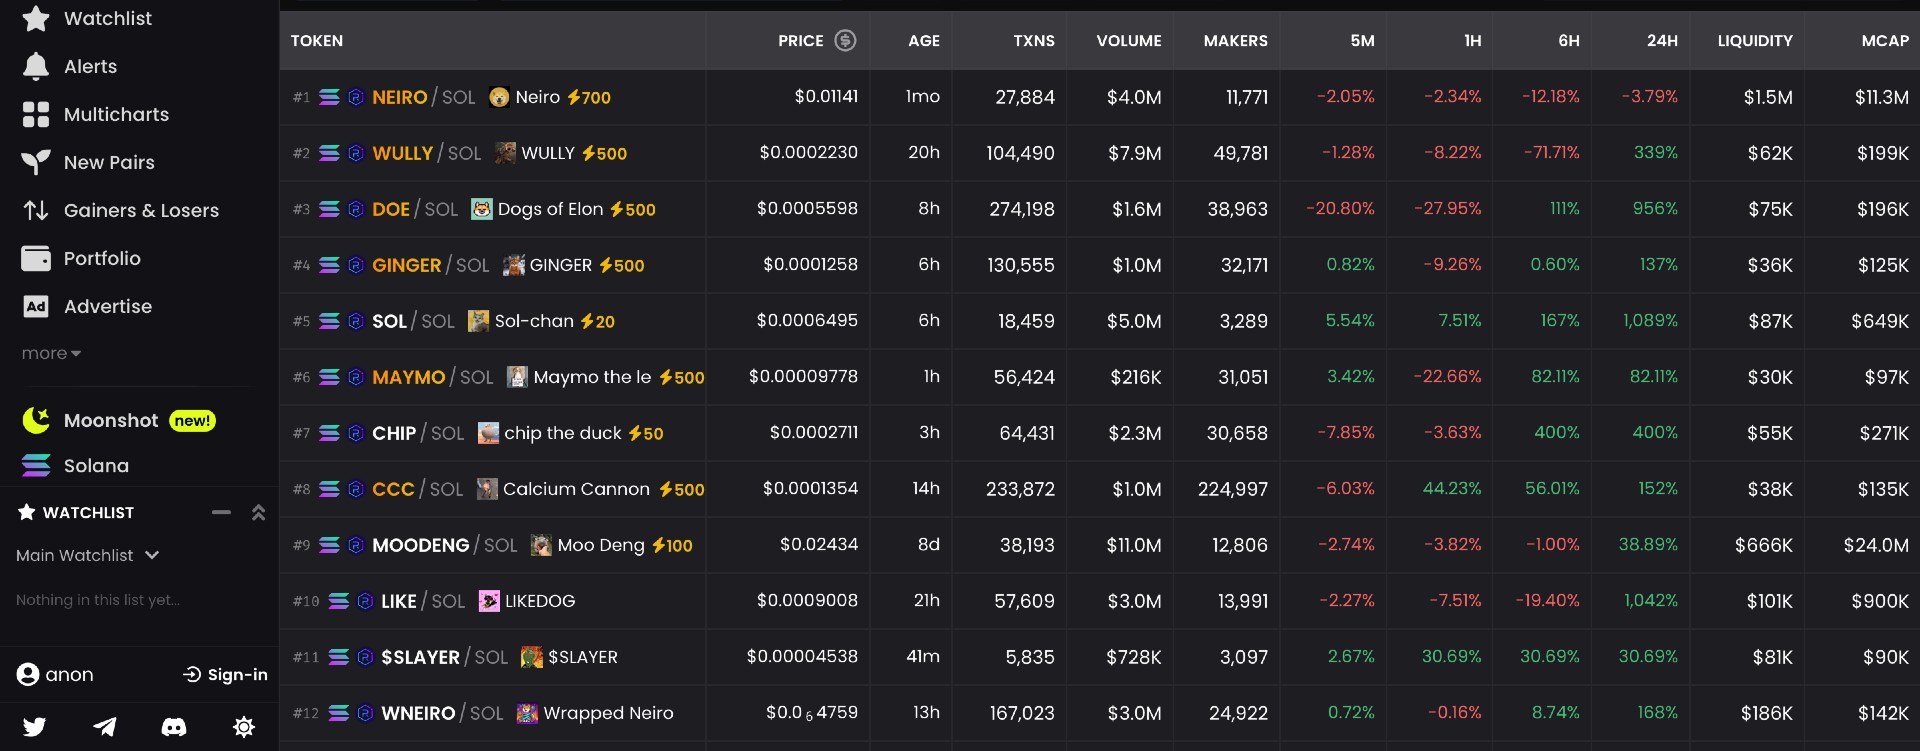 Watchlist
Alerts
Multicharts
New Pairs
Gainers & Losers
Portfolio
Ad Advertise
more
Moonshot new!
Solana
WATCHLIST
Main Watchlist
Nothing in this list yet...
anon Sign-in
TOKEN PRICE AGE TXNS VOLUME MAKERS 5M 1H 6H 24H LIQUIDITY MCAP
#1 NEIRO / SOL Neiro 700 $0.01141 1mo 27,884 $4.0M 11,771 -2.05% -2.34% -12.18% -3.79% $1.5M $11.3M
#2 WULLY / SOL WULLY 500 $0.0002230 20h 104,490 $7.9M 49,781 -1.28% -8.22% -71.71% 339% $62K $199K
#3 DOE / SOL Dogs of Elon 500 $0.0005598 8h 274,198 $1.6M 38,963 -20.80% -27.95% 111% 956% $75K $196K
#4 GINGER / SOL GINGER 500 $0.0001258 6h 130,555 $1.0M 32,171 0.82% -9.26% 0.60% 137% $36K $125K
#5 SOL / SOL Sol-chan 20 $0.0006495 6h 18,459 $5.0M 3,289 5.54% 7.51% 167% 1,089% $87K $649K
#6 MAYMO / SOL Maymo the le 500 $0.00009778 1h 56,424 $216K 31,051 3.42% -22.66% 82.11% 82.11% $30K $97K
#7 CHIP / SOL chip the duck 50 $0.0002711 3h 64,431 $2.3M 30,658 -7.85% -3.63% 400% 400% $55K $271K
#8 CCC / SOL Calcium Cannon 500 $0.0001354 14h 233,872 $1.0M 224,997 -6.03% 44.23% 56.01% 152% $38K $135K
#9 MOODENG / SOL Moo Deng 100 $0.02434 8d 38,193 $11.0M 12,806 -2.74% -3.82% -1.00% 38.89% $666K $24.0M
#10 LIKE / SOL LIKEDOG $0.0009008 21h 57,609 $3.0M 13,991 -2.27% -7.51% -19.40% 1,042% $101K $900K
#11 $SLAYER / SOL $SLAYER $0.00004538 41m 5,835 $728K 3,097 2.67% 30.69% 30.69% 30.69% $81K $90K
#12 WNEIRO / SOL Wrapped Neiro $0.0₆4759 13h 167,023 $3.0M 24,922 0.72% -0.16% 8.74% 168% $186K $142K